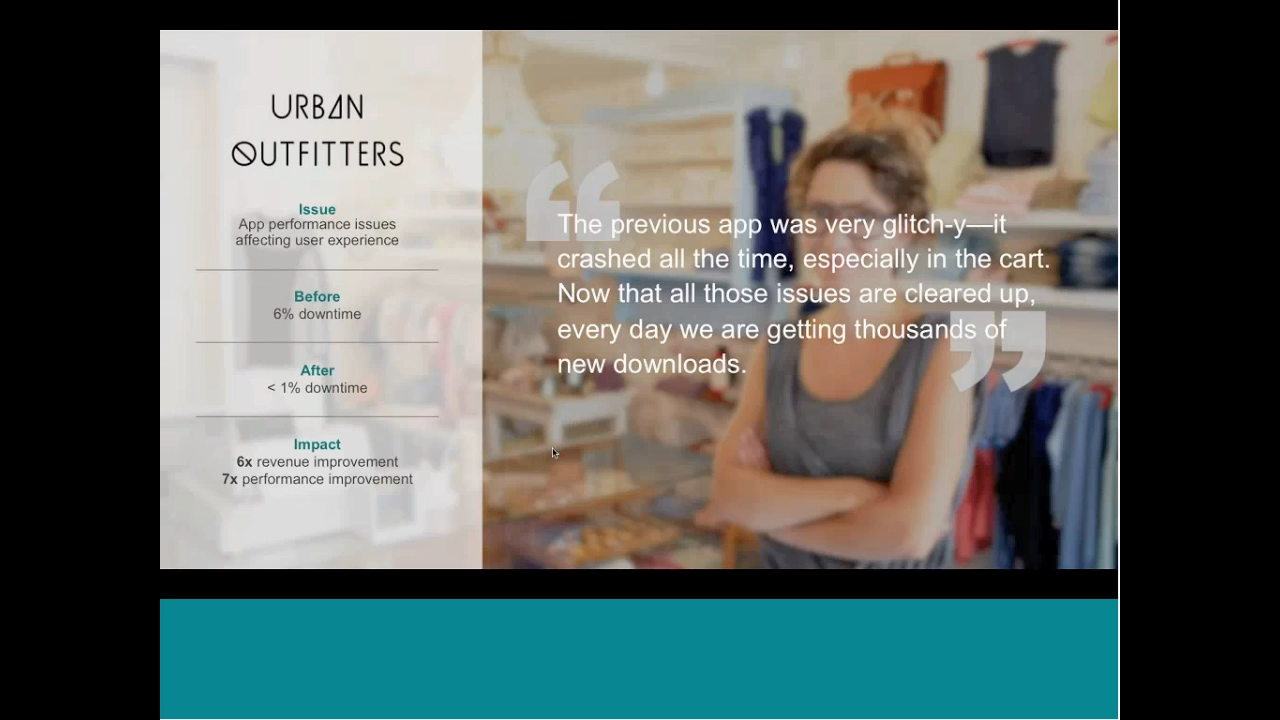 URBAN
OUTFITTERS
Issue
App performance issues
affecting user experience
Before
6% downtime
After
< 1% downtime
Impact
6x revenue improvement
7x performance improvement
“The previous app was very glitch-y—it
crashed all the time, especially in the cart.
Now that all those issues are cleared up,
every day we are getting thousands of
new downloads.”